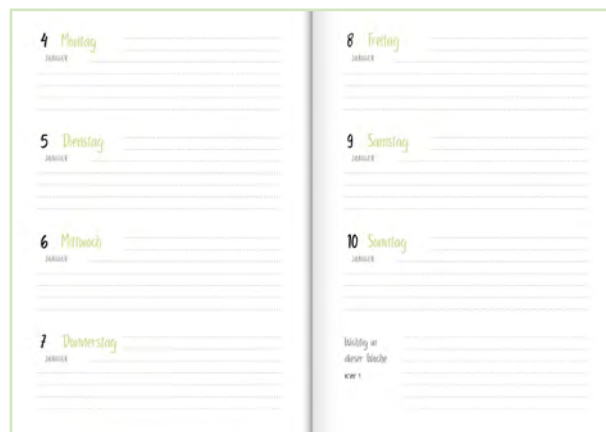 4 Montag
JANUAR
5 Dienstag
JANUAR
6 Mittwoch
JANUAR
7 Donnerstag
JANUAR
8 Freitag
JANUAR
9 Samstag
JANUAR
10 Sonntag
JANUAR
Wichtig in
dieser Woche
KW 1